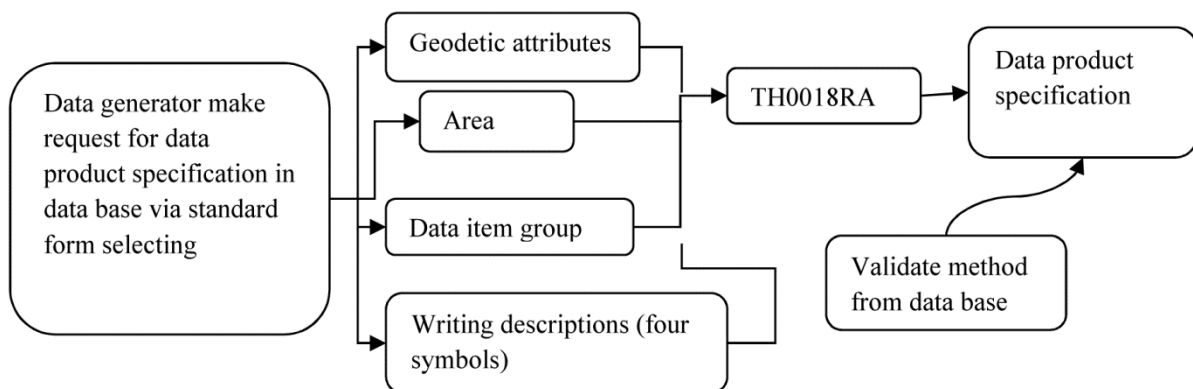 Data generator make
request for data
product specification in
data base via standard
form selecting
Geodetic attributes
Area
Data item group
Writing descriptions (four
symbols)
TH0018RA
Data product
specification
Validate method
from data base